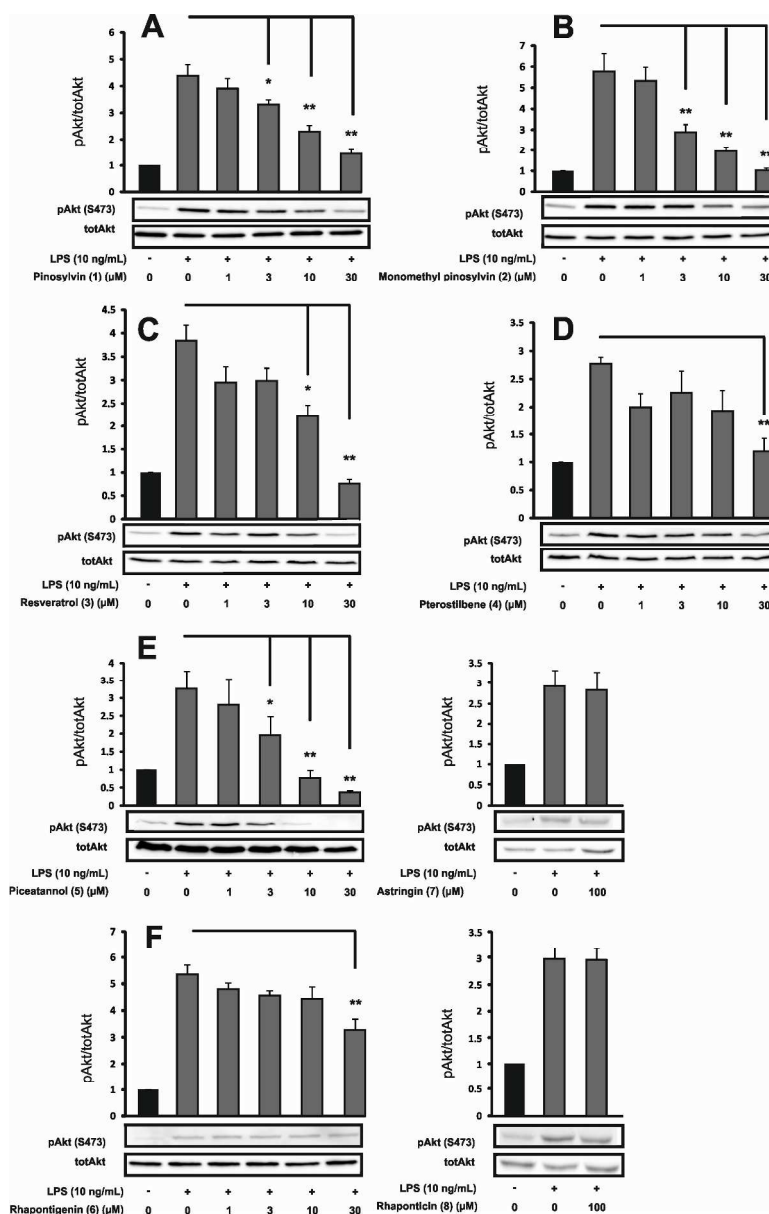 A
pAkt/totAkt
6
5
4
3
2
1
0
*
**
**
pAkt (S473)
totAkt
LPS (10 ng/mL) - + + + + +
Pinosylvin (1) (µM) 0 0 1 3 10 30
B
pAkt/totAkt
8
7
6
5
4
3
2
1
0
**
**
**
pAkt (S473)
totAkt
LPS (10 ng/mL) - + + + + +
Monomethyl pinosylvin (2) (µM) 0 0 1 3 10 30
C
pAkt/totAkt
4.5
4
3.5
3
2.5
2
1.5
1
0.5
0
*
**
pAkt (S473)
totAkt
LPS (10 ng/mL) - + + + + +
Resveratrol (3) (µM) 0 0 1 3 10 30
D
pAkt/totAkt
3.5
3
2.5
2
1.5
1
0.5
0
**
pAkt (S473)
totAkt
LPS (10 ng/mL) - + + + + +
Pterostilbene (4) (µM) 0 0 1 3 10 30
E
pAkt/totAkt
4
3.5
3
2.5
2
1.5
1
0.5
0
*
**
**
pAkt (S473)
totAkt
LPS (10 ng/mL) - + + + + +
Piceatannol (5) (µM) 0 0 1 3 10 30
pAkt/totAkt
3.5
3
2.5
2
1.5
1
0.5
0
pAkt (S473)
totAkt
LPS (10 ng/mL) - + +
Astringin (7) (µM) 0 0 100
F
pAkt/totAkt
7
6
5
4
3
2
1
0
**
pAkt (S473)
totAkt
LPS (10 ng/mL) - + + + + +
Rhapontigenin (6) (µM) 0 0 1 3 10 30
pAkt/totAkt
3.5
3
2.5
2
1.5
1
0.5
0
pAkt (S473)
totAkt
LPS (10 ng/mL) - + +
Rhaponticin (8) (µM) 0 0 100